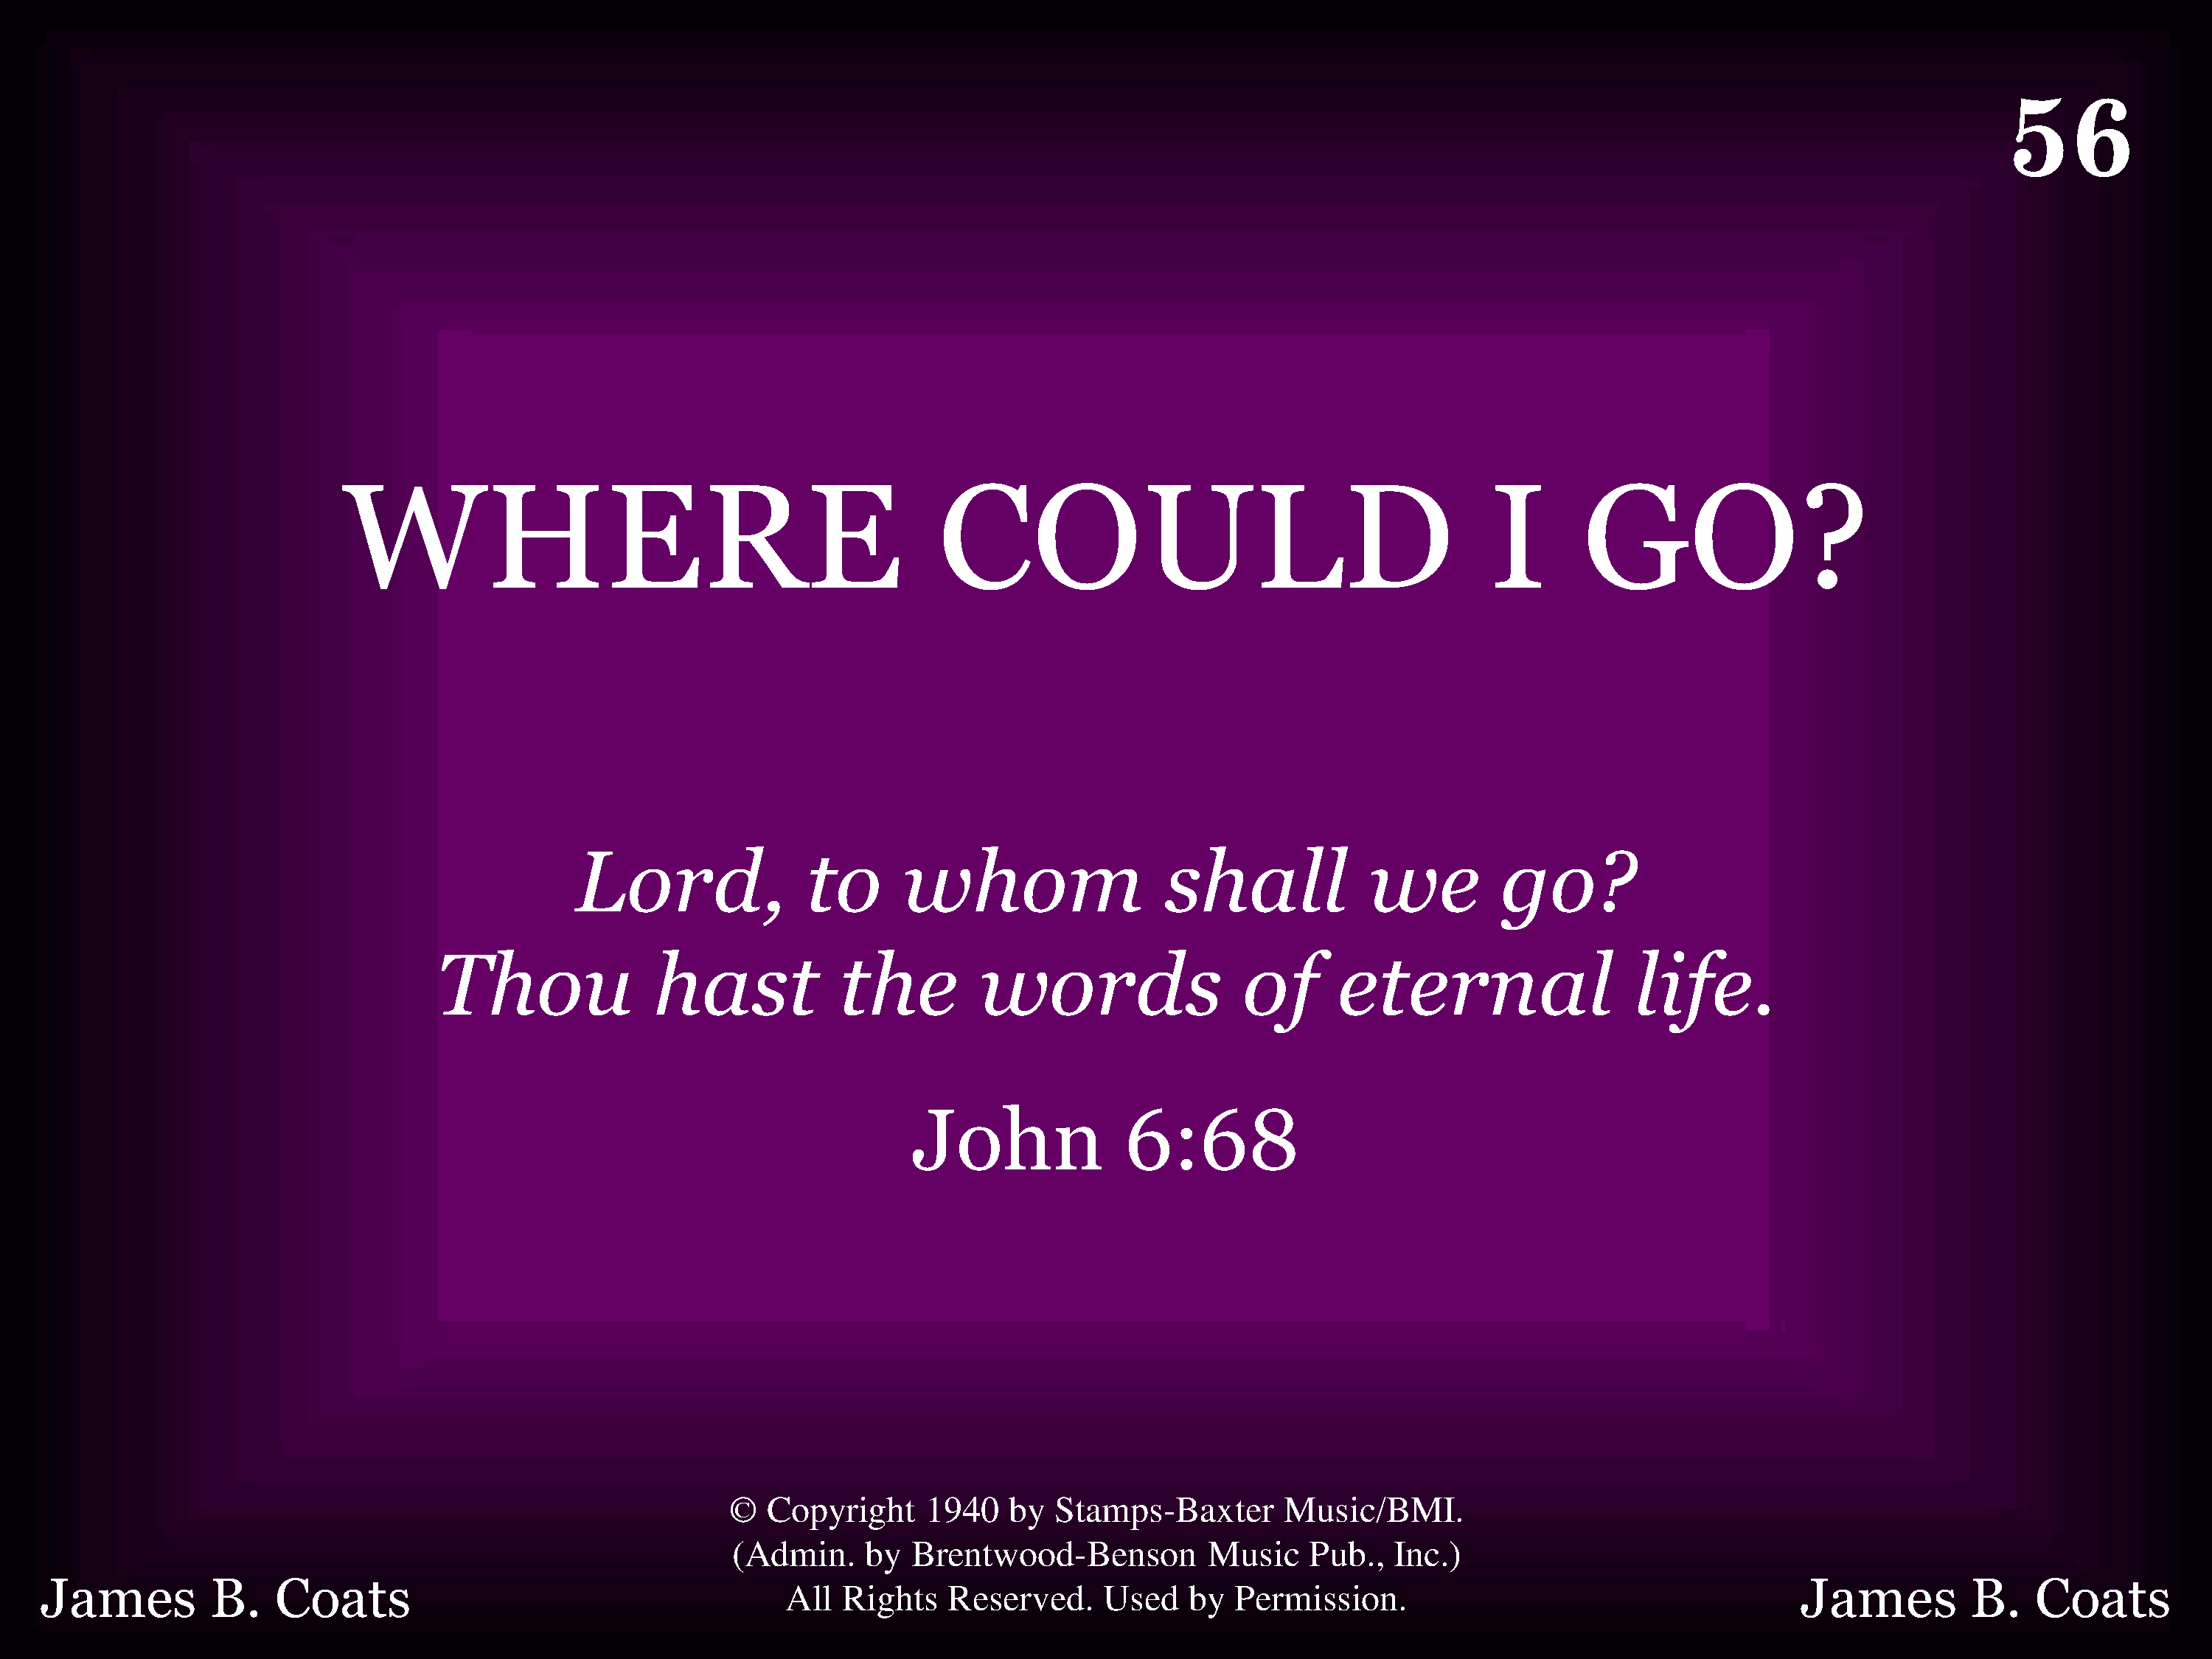 56
WHERE COULD I GO?
Lord, to whom shall we go?
Thou hast the words of eternal life.
John 6:68
© Copyright 1940 by Stamps-Baxter Music/BMI.
(Admin. by Brentwood-Benson Music Pub., Inc.)
James B. Coats All Rights Reserved. Used by Permission. James B. Coats